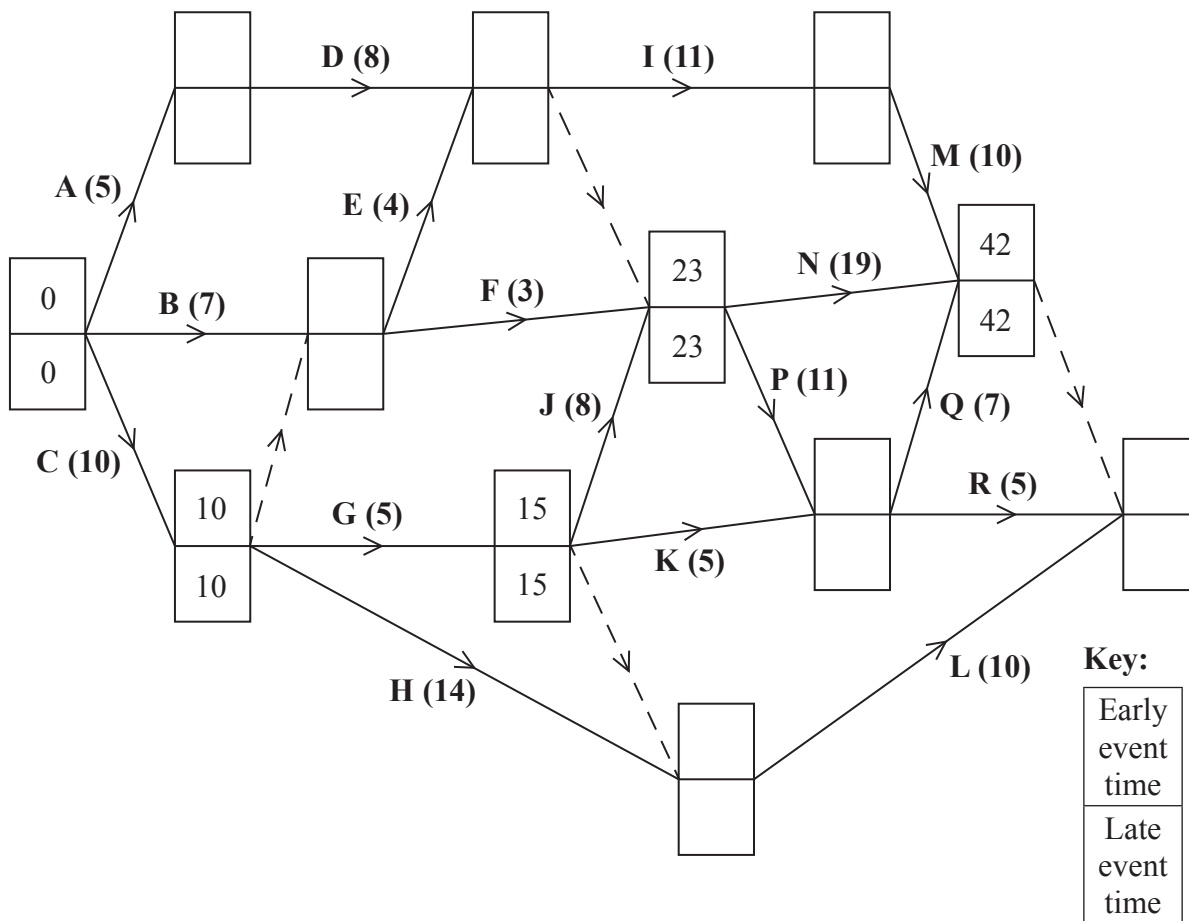 D (8)
I (11)
A (5)
E (4)
M (10)
0
0
B (7)
F (3)
23
23
N (19)
42
42
C (10)
J (8)
P (11)
Q (7)
10
10
G (5)
15
15
K (5)
R (5)
H (14)
L (10)
Key:
Early
event
time
Late
event
time